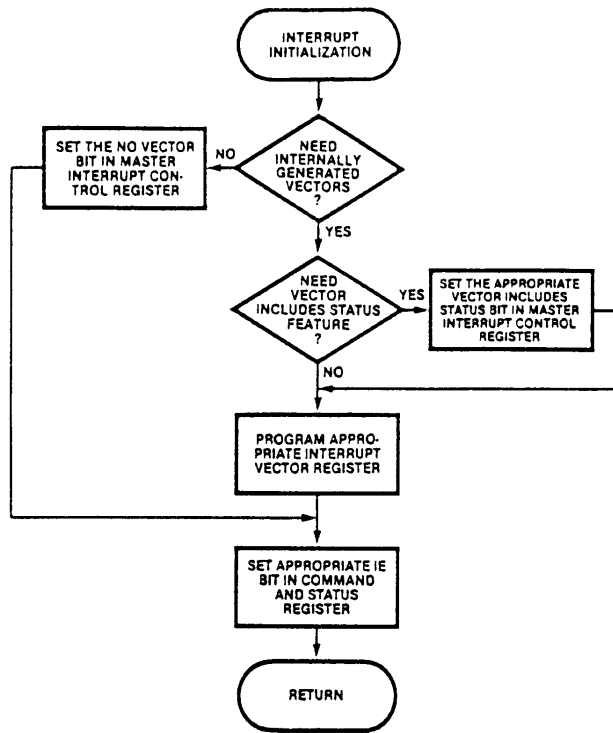 INTERRUPT
INITIALIZATION
NEED
INTERNALLY
GENERATED
VECTORS
?
NO
SET THE NO VECTOR
BIT IN MASTER
INTERRUPT CON-
TROL REGISTER
YES
NEED
VECTOR
INCLUDES STATUS
FEATURE
?
YES
SET THE APPROPRIATE
VECTOR INCLUDES
STATUS BIT IN MASTER
INTERRUPT CONTROL
REGISTER
NO
PROGRAM APPRO-
PRIATE INTERRUPT
VECTOR REGISTER
SET APPROPRIATE IE
BIT IN COMMAND
AND STATUS
REGISTER
RETURN